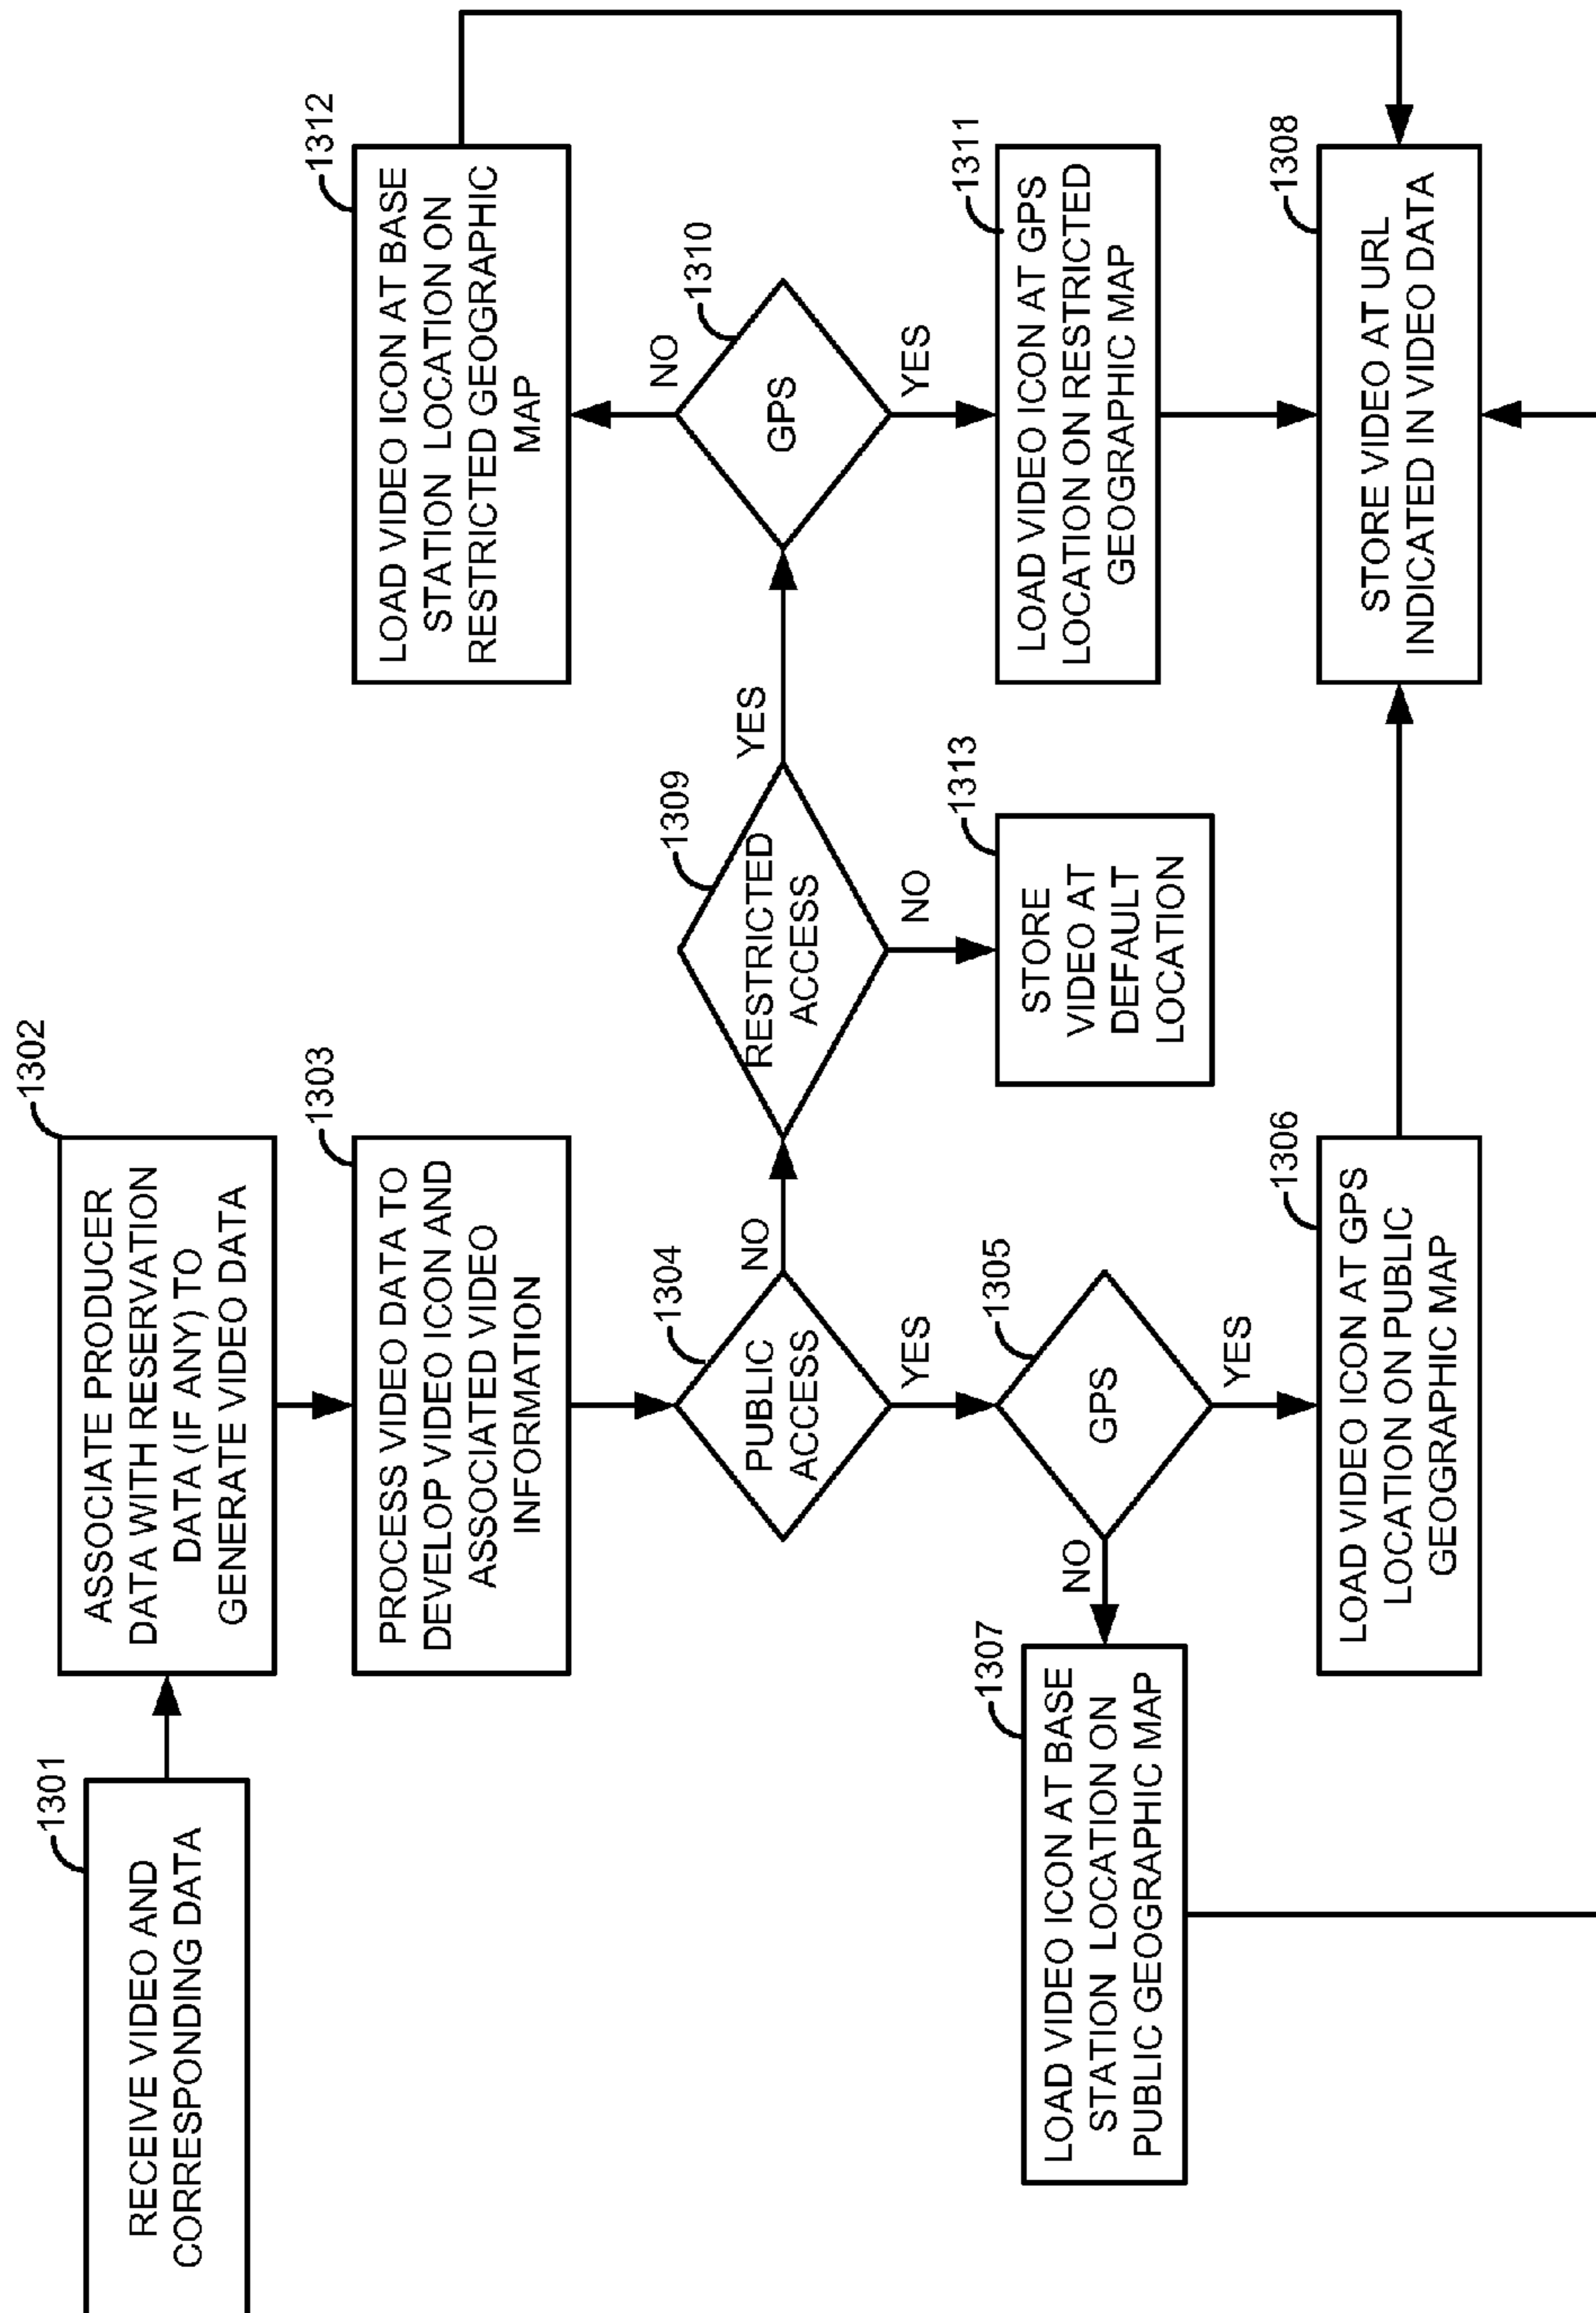 1301
RECEIVE VIDEO AND
CORRESPONDING DATA
1302
ASSOCIATE PRODUCER
DATA WITH RESERVATION
DATA (IF ANY) TO
GENERATE VIDEO DATA
1303
PROCESS VIDEO DATA TO
DEVELOP VIDEO ICON AND
ASSOCIATED VIDEO
INFORMATION
1304
PUBLIC
ACCESS
NO
YES
1305
GPS
NO
YES
1307
LOAD VIDEO ICON AT BASE
STATION LOCATION ON
PUBLIC GEOGRAPHIC MAP
1306
LOAD VIDEO ICON AT GPS
LOCATION ON PUBLIC
GEOGRAPHIC MAP
1309
RESTRICTED
ACCESS
YES
NO
1313
STORE
VIDEO AT
DEFAULT
LOCATION
1310
GPS
NO
YES
1312
LOAD VIDEO ICON AT BASE
STATION LOCATION ON
RESTRICTED GEOGRAPHIC
MAP
1311
LOAD VIDEO ICON AT GPS
LOCATION ON RESTRICTED
GEOGRAPHIC MAP
1308
STORE VIDEO AT URL
INDICATED IN VIDEO DATA